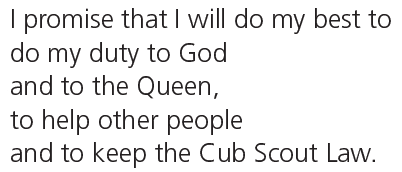 I promise that I will do my best to
do my duty to God
and to the Queen,
to help other people
and to keep the Cub Scout Law.